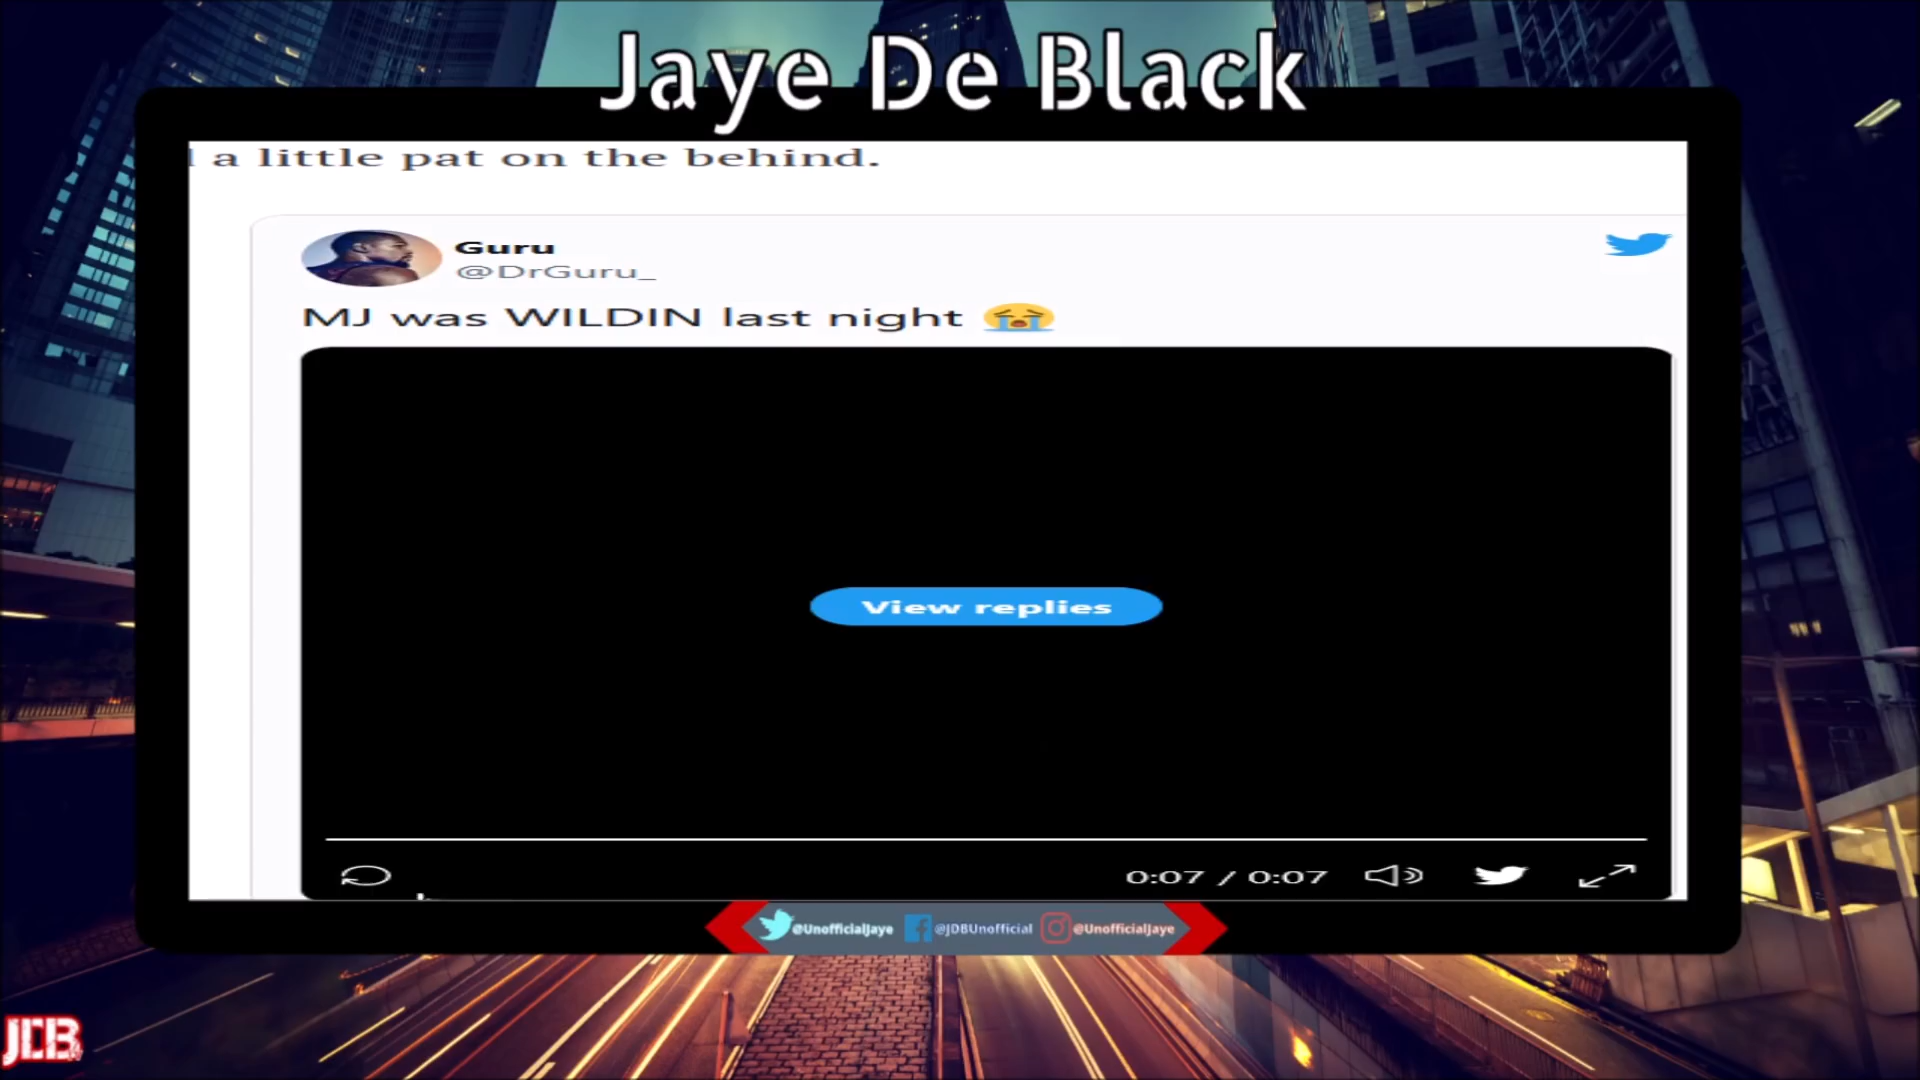 Jaye De Black
a little pat on the behind.
Guru
@DrGuru_
MJ was WILDIN last night 😭
View replies
0:07 / 0:07
@UnofficialJaye @JDBUnofficial @UnofficialJaye